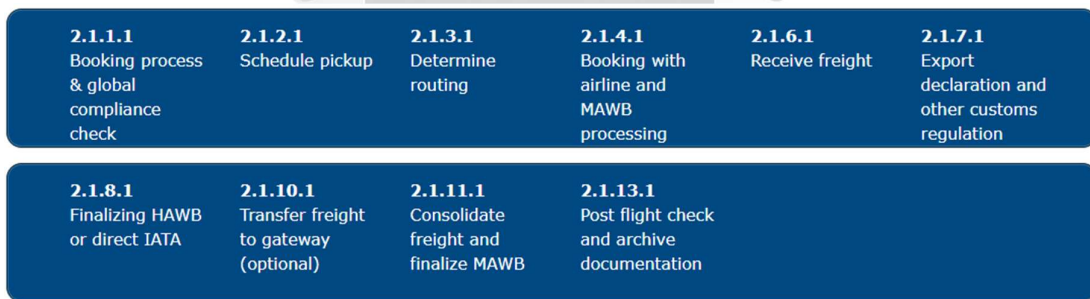 2.1.1.1
Booking process
& global
compliance
check
2.1.2.1
Schedule pickup
2.1.3.1
Determine
routing
2.1.4.1
Booking with
airline and
MAWB
processing
2.1.6.1
Receive freight
2.1.7.1
Export
declaration and
other customs
regulation
2.1.8.1
Finalizing HAWB
or direct IATA
2.1.10.1
Transfer freight
to gateway
(optional)
2.1.11.1
Consolidate
freight and
finalize MAWB
2.1.13.1
Post flight check
and archive
documentation